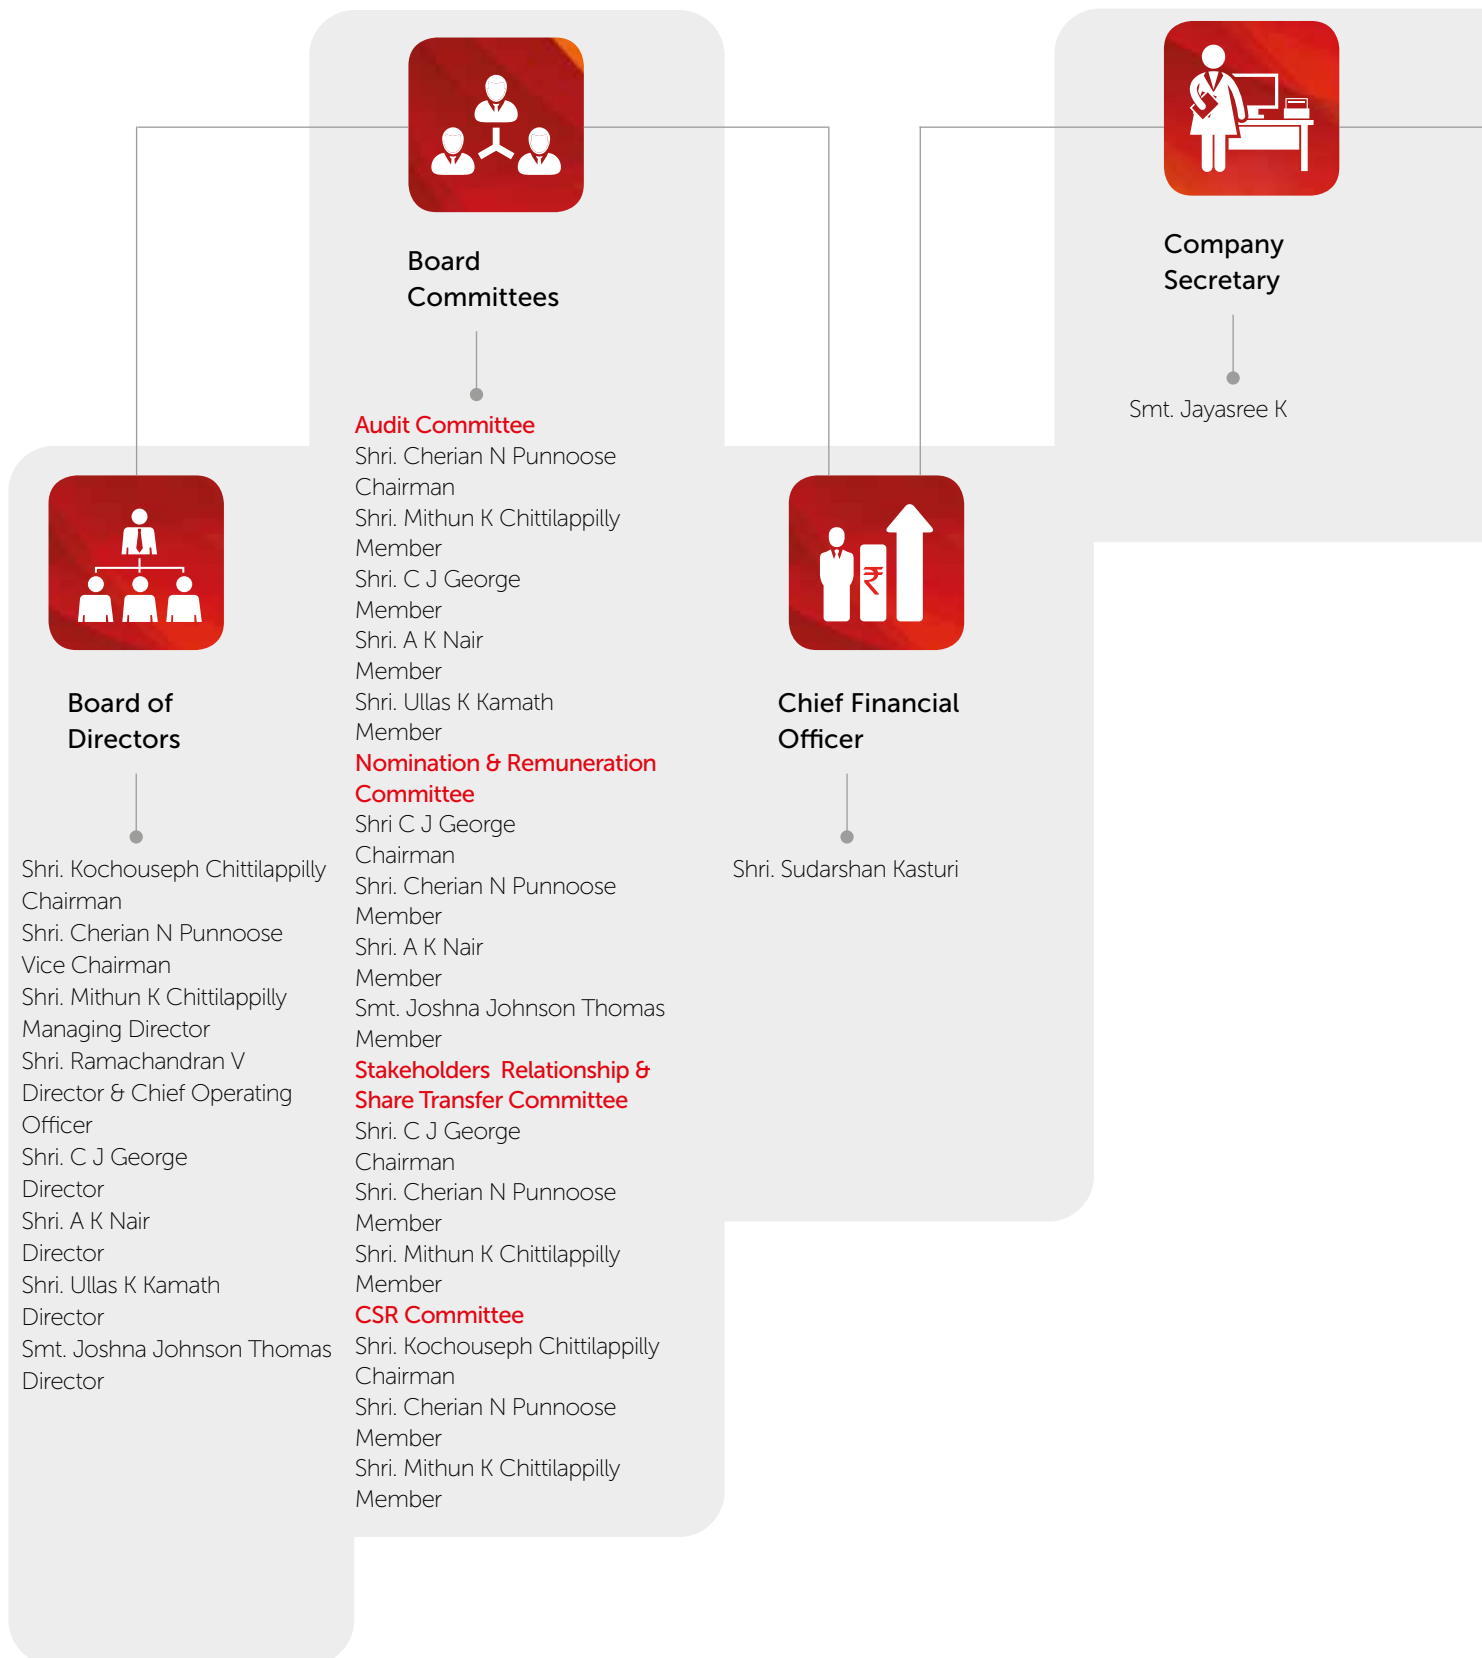 Board of
Directors
Shri. Kochouseph Chittilappilly
Chairman
Shri. Cherian N Punnoose
Vice Chairman
Shri. Mithun K Chittilappilly
Managing Director
Shri. Ramachandran V
Director & Chief Operating
Officer
Shri. C J George
Director
Shri. A K Nair
Director
Shri. Ullas K Kamath
Director
Smt. Joshna Johnson Thomas
Director
Board
Committees
Audit Committee
Shri. Cherian N Punnoose
Chairman
Shri. Mithun K Chittilappilly
Member
Shri. C J George
Member
Shri. A K Nair
Member
Shri. Ullas K Kamath
Member
Nomination & Remuneration
Committee
Shri C J George
Chairman
Shri. Cherian N Punnoose
Member
Shri. A K Nair
Member
Smt. Joshna Johnson Thomas
Member
Stakeholders  Relationship &
Share Transfer Committee
Shri. C J George
Chairman
Shri. Cherian N Punnoose
Member
Shri. Mithun K Chittilappilly
Member
CSR Committee
Shri. Kochouseph Chittilappilly
Chairman
Shri. Cherian N Punnoose
Member
Shri. Mithun K Chittilappilly
Member
₹
Chief Financial
Officer
Shri. Sudarshan Kasturi
Company
Secretary
Smt. Jayasree K